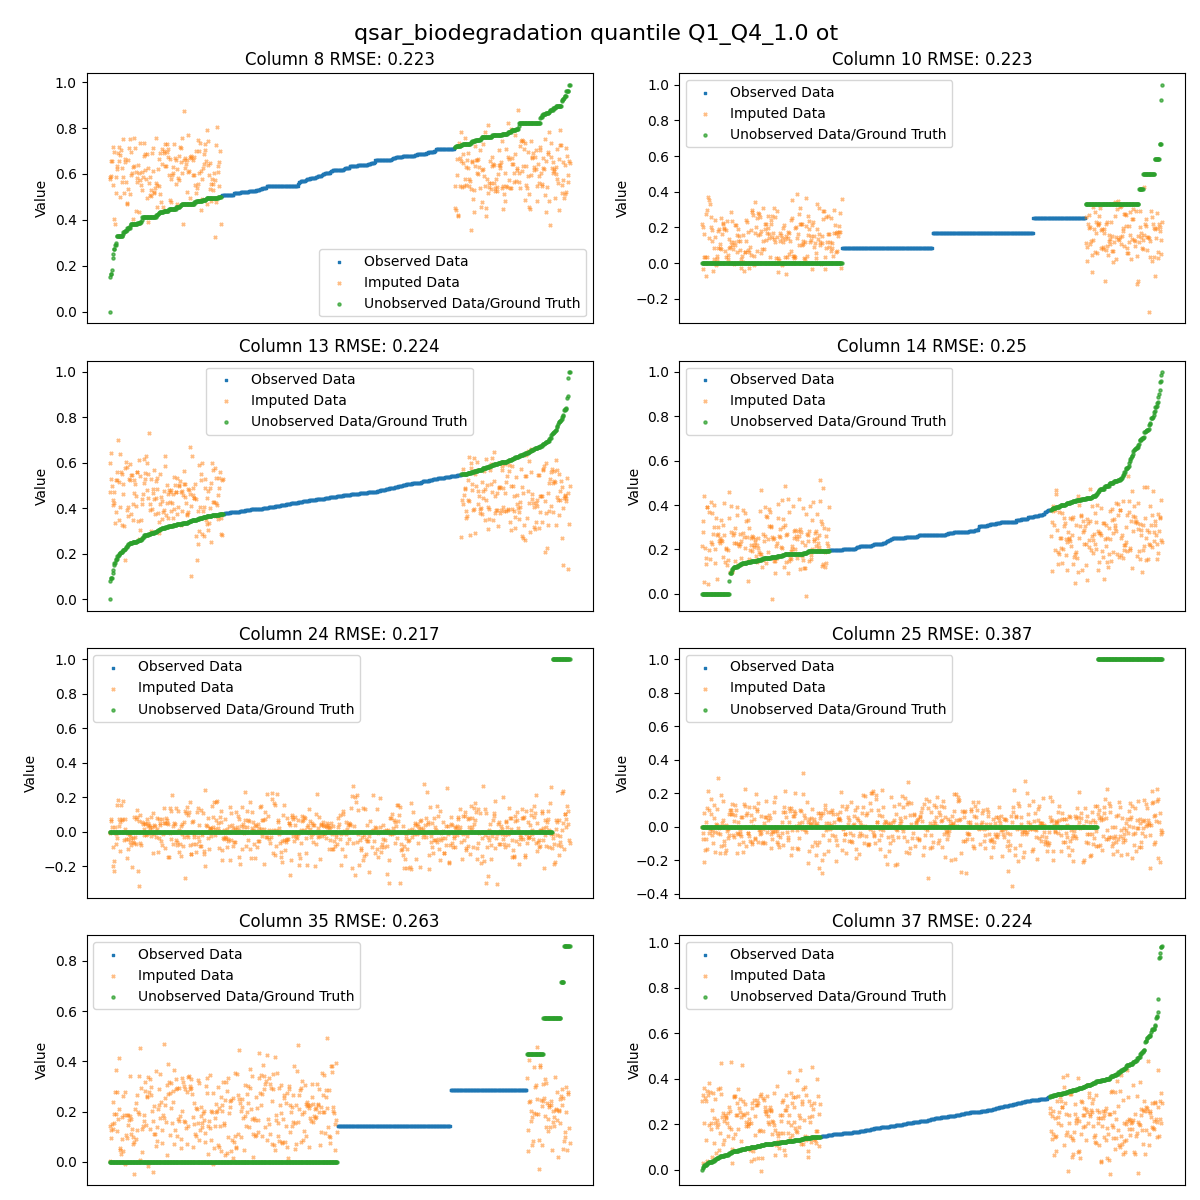 qsar_biodegradation quantile Q1_Q4_1.0 ot
Column 8 RMSE: 0.223
1.0
0.8
0.6
0.4
0.2
0.0
Value
Observed Data
Imputed Data
Unobserved Data/Ground Truth
Column 10 RMSE: 0.223
1.0
0.8
0.6
0.4
0.2
0.0
−0.2
Value
Observed Data
Imputed Data
Unobserved Data/Ground Truth
Column 13 RMSE: 0.224
1.0
0.8
0.6
0.4
0.2
0.0
Value
Observed Data
Imputed Data
Unobserved Data/Ground Truth
Column 14 RMSE: 0.25
1.0
0.8
0.6
0.4
0.2
0.0
Value
Observed Data
Imputed Data
Unobserved Data/Ground Truth
Column 24 RMSE: 0.217
1.0
0.8
0.6
0.4
0.2
0.0
−0.2
Value
Observed Data
Imputed Data
Unobserved Data/Ground Truth
Column 25 RMSE: 0.387
1.0
0.8
0.6
0.4
0.2
0.0
−0.2
−0.4
Value
Observed Data
Imputed Data
Unobserved Data/Ground Truth
Column 35 RMSE: 0.263
0.8
0.6
0.4
0.2
0.0
Value
Observed Data
Imputed Data
Unobserved Data/Ground Truth
Column 37 RMSE: 0.224
1.0
0.8
0.6
0.4
0.2
0.0
Value
Observed Data
Imputed Data
Unobserved Data/Ground Truth